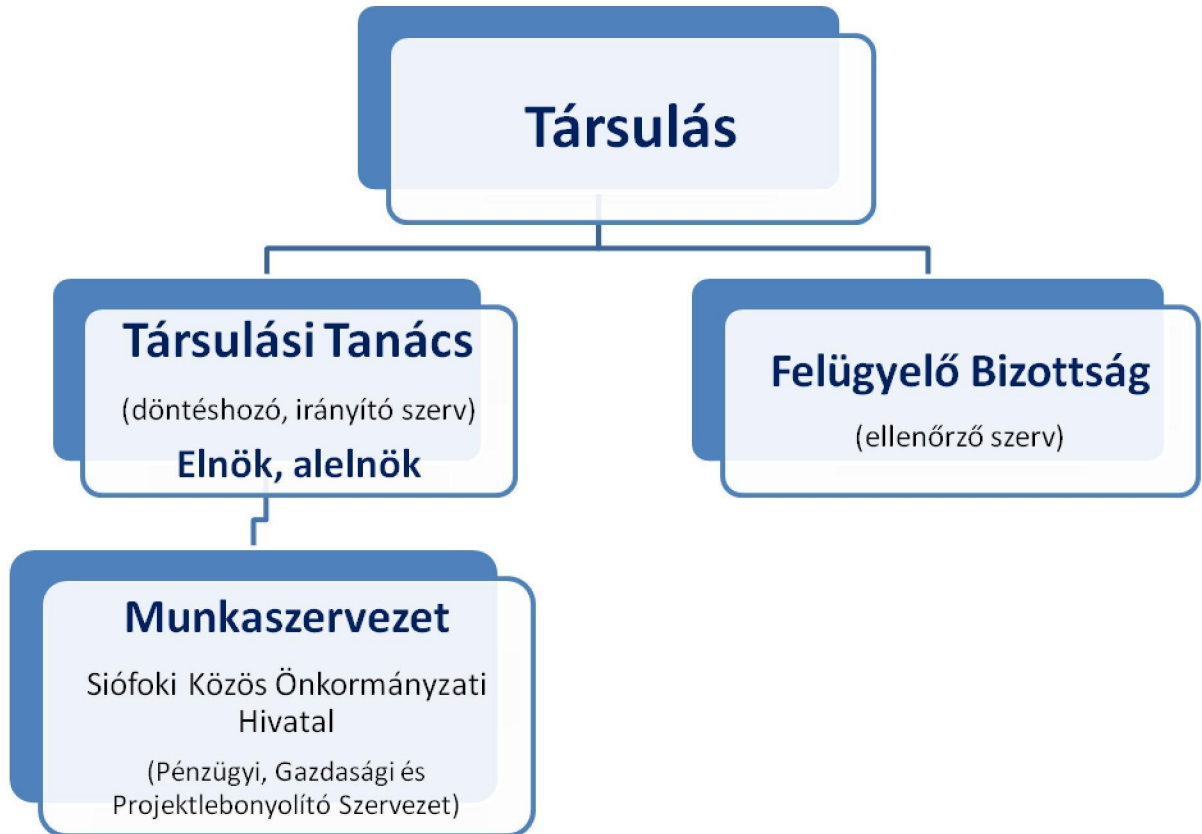 Társulás
Társulási Tanács
(döntéshozó, irányító szerv)
Elnök, alelnök
Felügyelő Bizottság
(ellenőrző szerv)
Munkaszervezet
Siófoki Közös Önkormányzati
Hivatal
(Pénzügyi, Gazdasági és
Projektlebonyolító Szervezet)